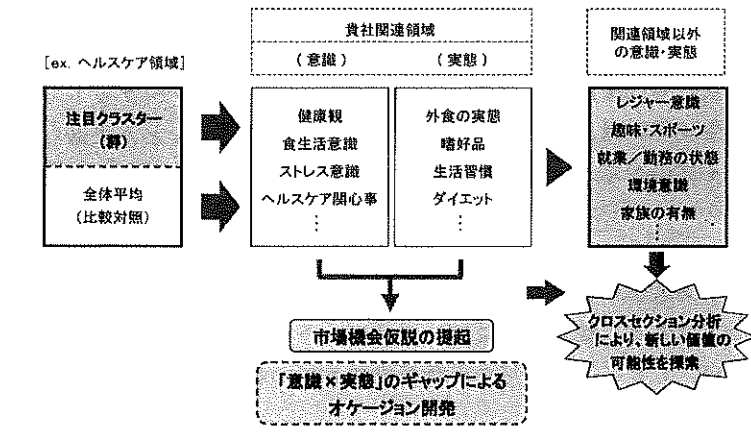 [ex. ヘルスケア領域]
注目クラスター
(群)
全体平均
(比較対照)
貴社関連領域
(意識)
(実態)
健康観
食生活意識
ストレス意識
ヘルスケア関心事
⋮
外食の実態
嗜好品
生活習慣
ダイエット
⋮
関連領域以外
の意識・実態
レジャー意識
趣味・スポーツ
就業/勤務の状態
環境意識
家族の有無
⋮
市場機会仮説の提起
「意識×実態」のギャップによる
オケージョン開発
クロスセクション分析
により、新しい価値の
可能性を探索